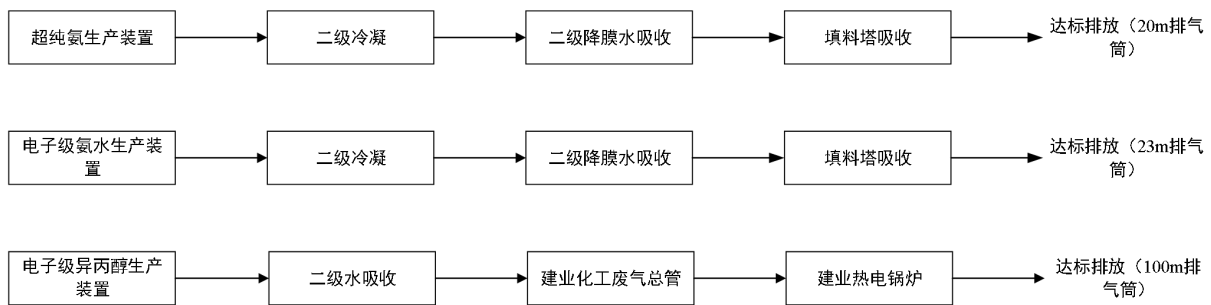 超纯氨生产装置
二级冷凝
二级降膜水吸收
填料塔吸收
达标排放（20m排气
筒）
电子级氨水生产装
置
二级冷凝
二级降膜水吸收
填料塔吸收
达标排放（23m排气
筒）
电子级异丙醇生产
装置
二级水吸收
建业化工废气总管
建业热电锅炉
达标排放（100m排
气筒）